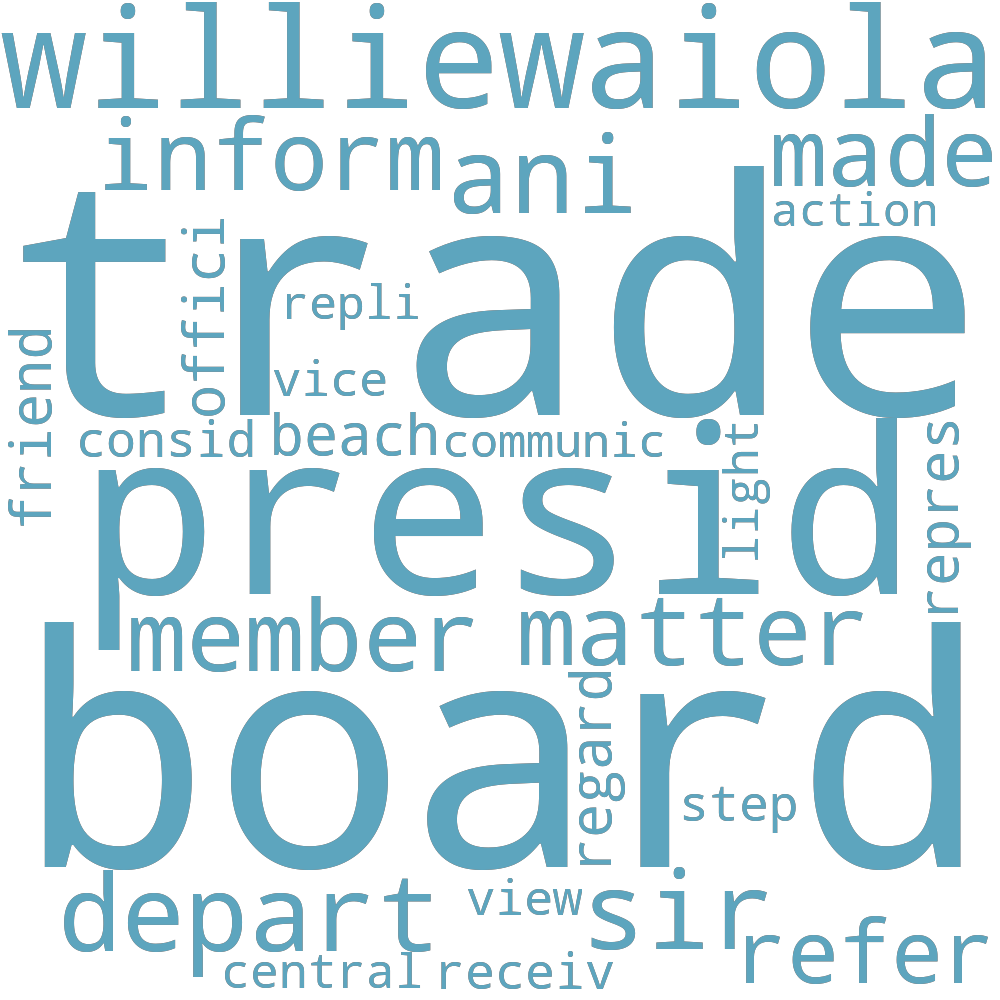 williewaiola
inform
ani
made
action
trade
offici
repli
vice
friend
consid
beach
communic
light
repres
presid
member
matter
board
regard
step
depart
view
sir
refer
central
receiv